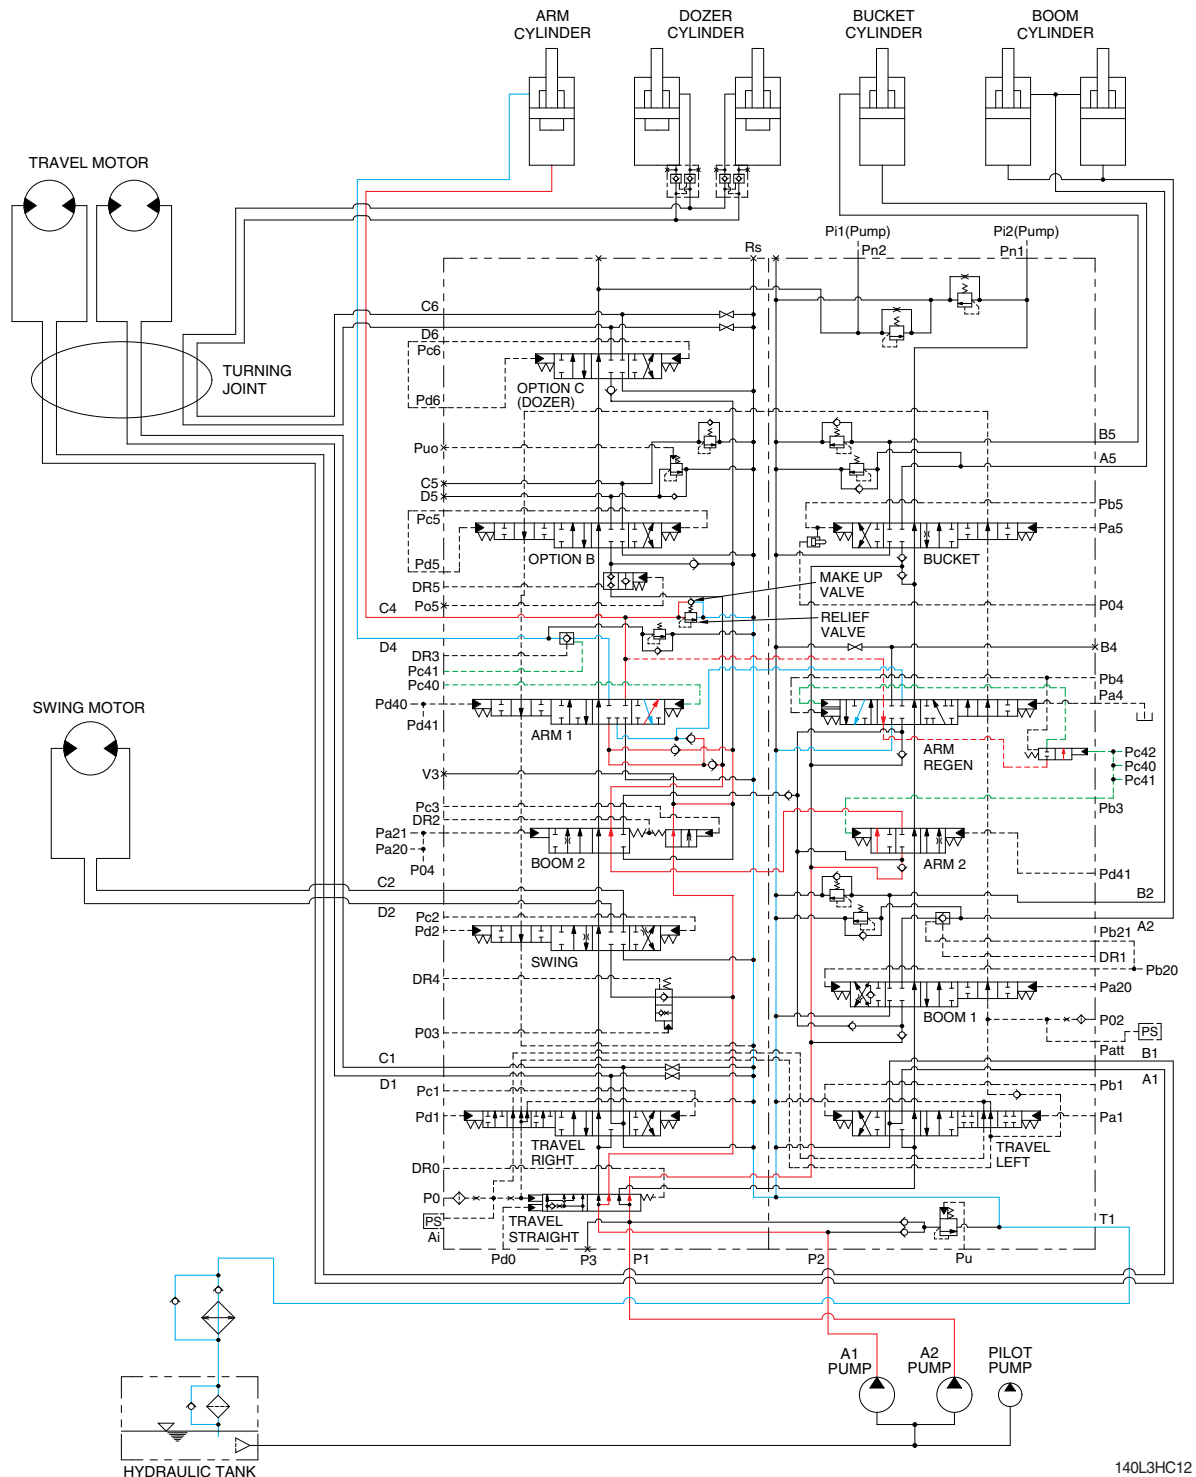 ARM
CYLINDER
DOZER
CYLINDER
BUCKET
CYLINDER
BOOM
CYLINDER
TRAVEL MOTOR
TURNING
JOINT
Rs
Pi1(Pump)
Pn2
Pi2(Pump)
Pn1
C6
D6
Pc6
Pd6
OPTION C
(DOZER)
Puo
C5
D5
Pc5
Pd5
OPTION B
B5
A5
Pb5
Pa5
BUCKET
DR5
Po5
C4
MAKE UP
VALVE
RELIEF
VALVE
P04
D4
DR3
Pc41
Pc40
Pd40
Pd41
ARM 1
B4
Pb4
Pa4
ARM
REGEN
Pc42
Pc40
Pc41
SWING MOTOR
V3
Pc3
DR2
Pa21
Pa20
P04
BOOM 2
Pb3
ARM 2
Pd41
C2
D2
Pc2
Pd2
SWING
B2
A2
Pb21
DR1
Pb20
Pa20
BOOM 1
DR4
P03
P02
PS
Patt
C1
D1
Pc1
Pd1
TRAVEL
RIGHT
B1
A1
Pb1
Pa1
TRAVEL
LEFT
DR0
P0
PS
Ai
TRAVEL
STRAIGHT
Pd0
P3
P1
P2
Pu
T1
A1
PUMP
A2
PUMP
PILOT
PUMP
HYDRAULIC TANK
140L3HC12